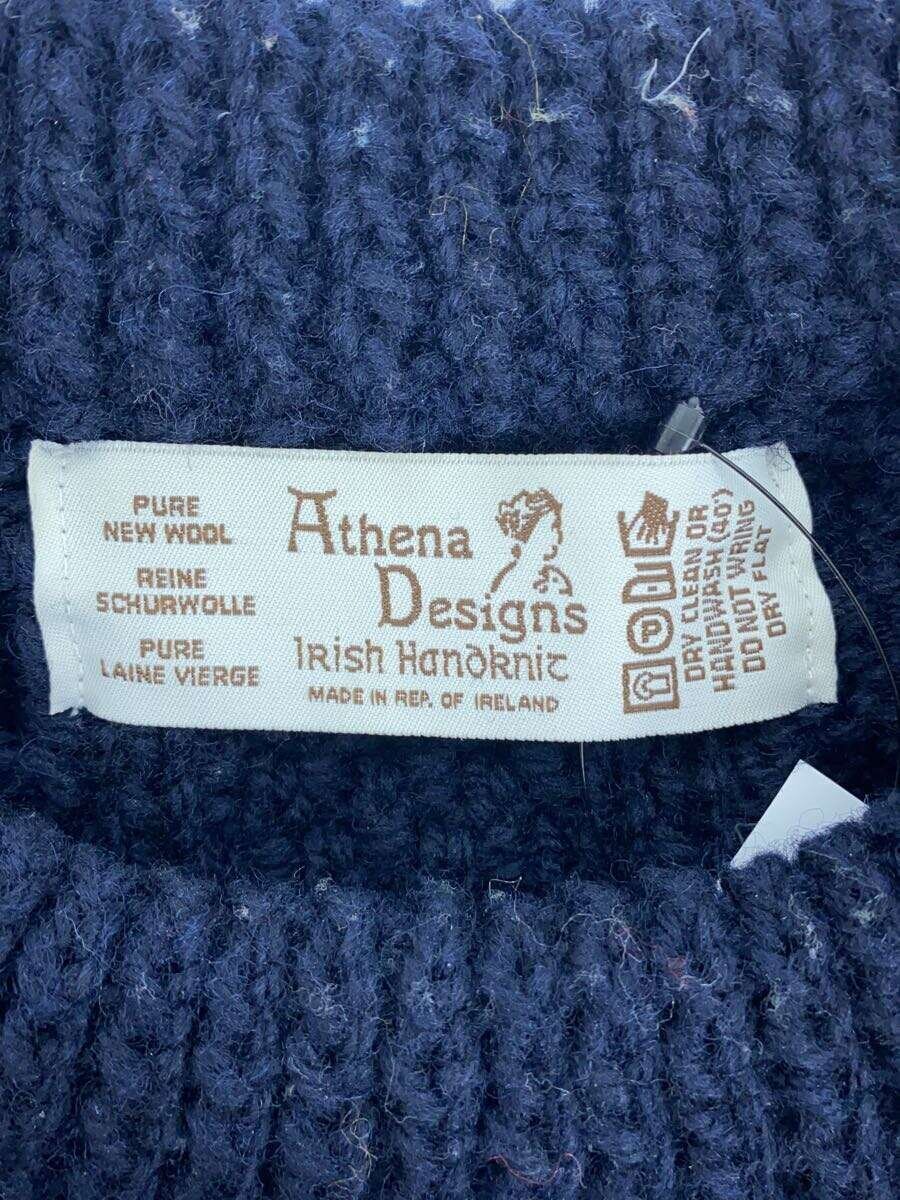 PURE
NEW WOOL
REINE
SCHURWOLLE
PURE
LAINE VIERGE
Athena
Designs
Irish Handknit
MADE IN REP. OF IRELAND
P
DRY CLEAN OR
HANDWASH (40°)
DO NOT WRING
DRY FLAT